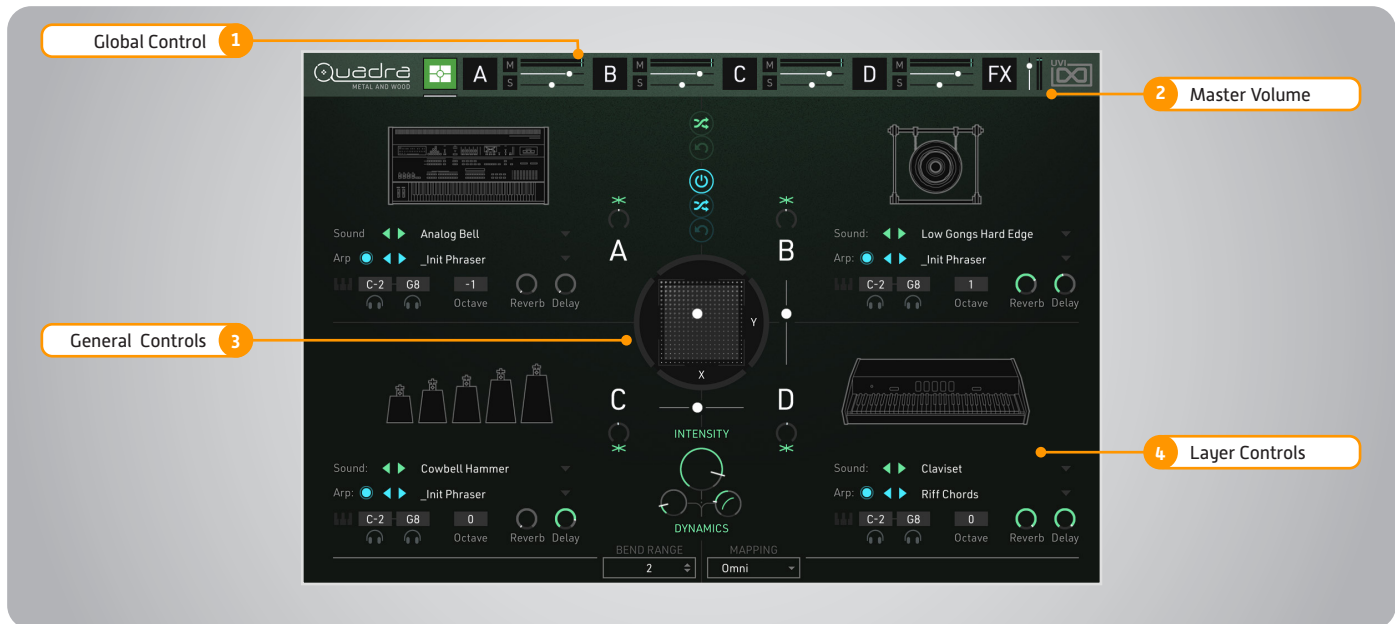 Global Control 1
Quadra
METAL AND WOOD
A M S B M S C M S D M S FX UVI
2 Master Volume
Sound ◀ ▶ Analog Bell
Arp ◀ ▶ _Init Phraser
C-2 G8 -1
Octave Reverb Delay
A
B
Sound: ◀ ▶ Low Gongs Hard Edge
Arp: ◀ ▶ _Init Phraser
C-2 G8 1
Octave Reverb Delay
General Controls 3
Y
X
C
D
INTENSITY
DYNAMICS
4 Layer Controls
Sound: ◀ ▶ Cowbell Hammer
Arp: ◀ ▶ _Init Phraser
C-2 G8 0
Octave Reverb Delay
Sound: ◀ ▶ Claviset
Arp: ◀ ▶ Riff Chords
C-2 G8 0
Octave Reverb Delay
BEND RANGE MAPPING
2 Omni